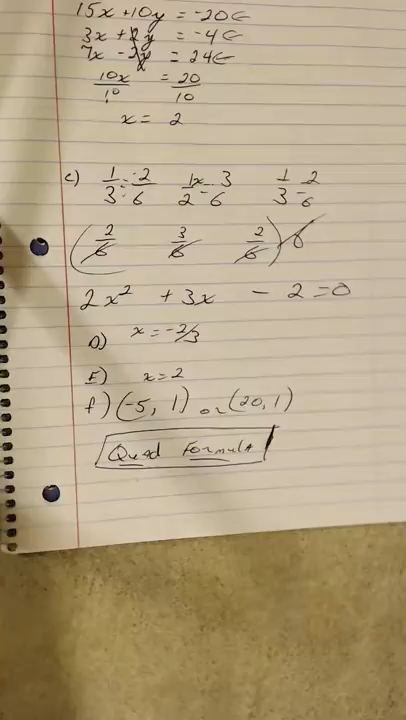 15x + 10y = -20
3x + 2y = -4
7x - 2y = 24
10x = 20
10 10
x = 2
c) 1/3 = 2/6 1x/2 = 3/6 1/3 = 2/6
(2/6 3/6 2/6) 6
2x² + 3x - 2 = 0
D) x = -2/3
E) x = 2
f) (-5, 1) or (20, 1)
Quad Formula